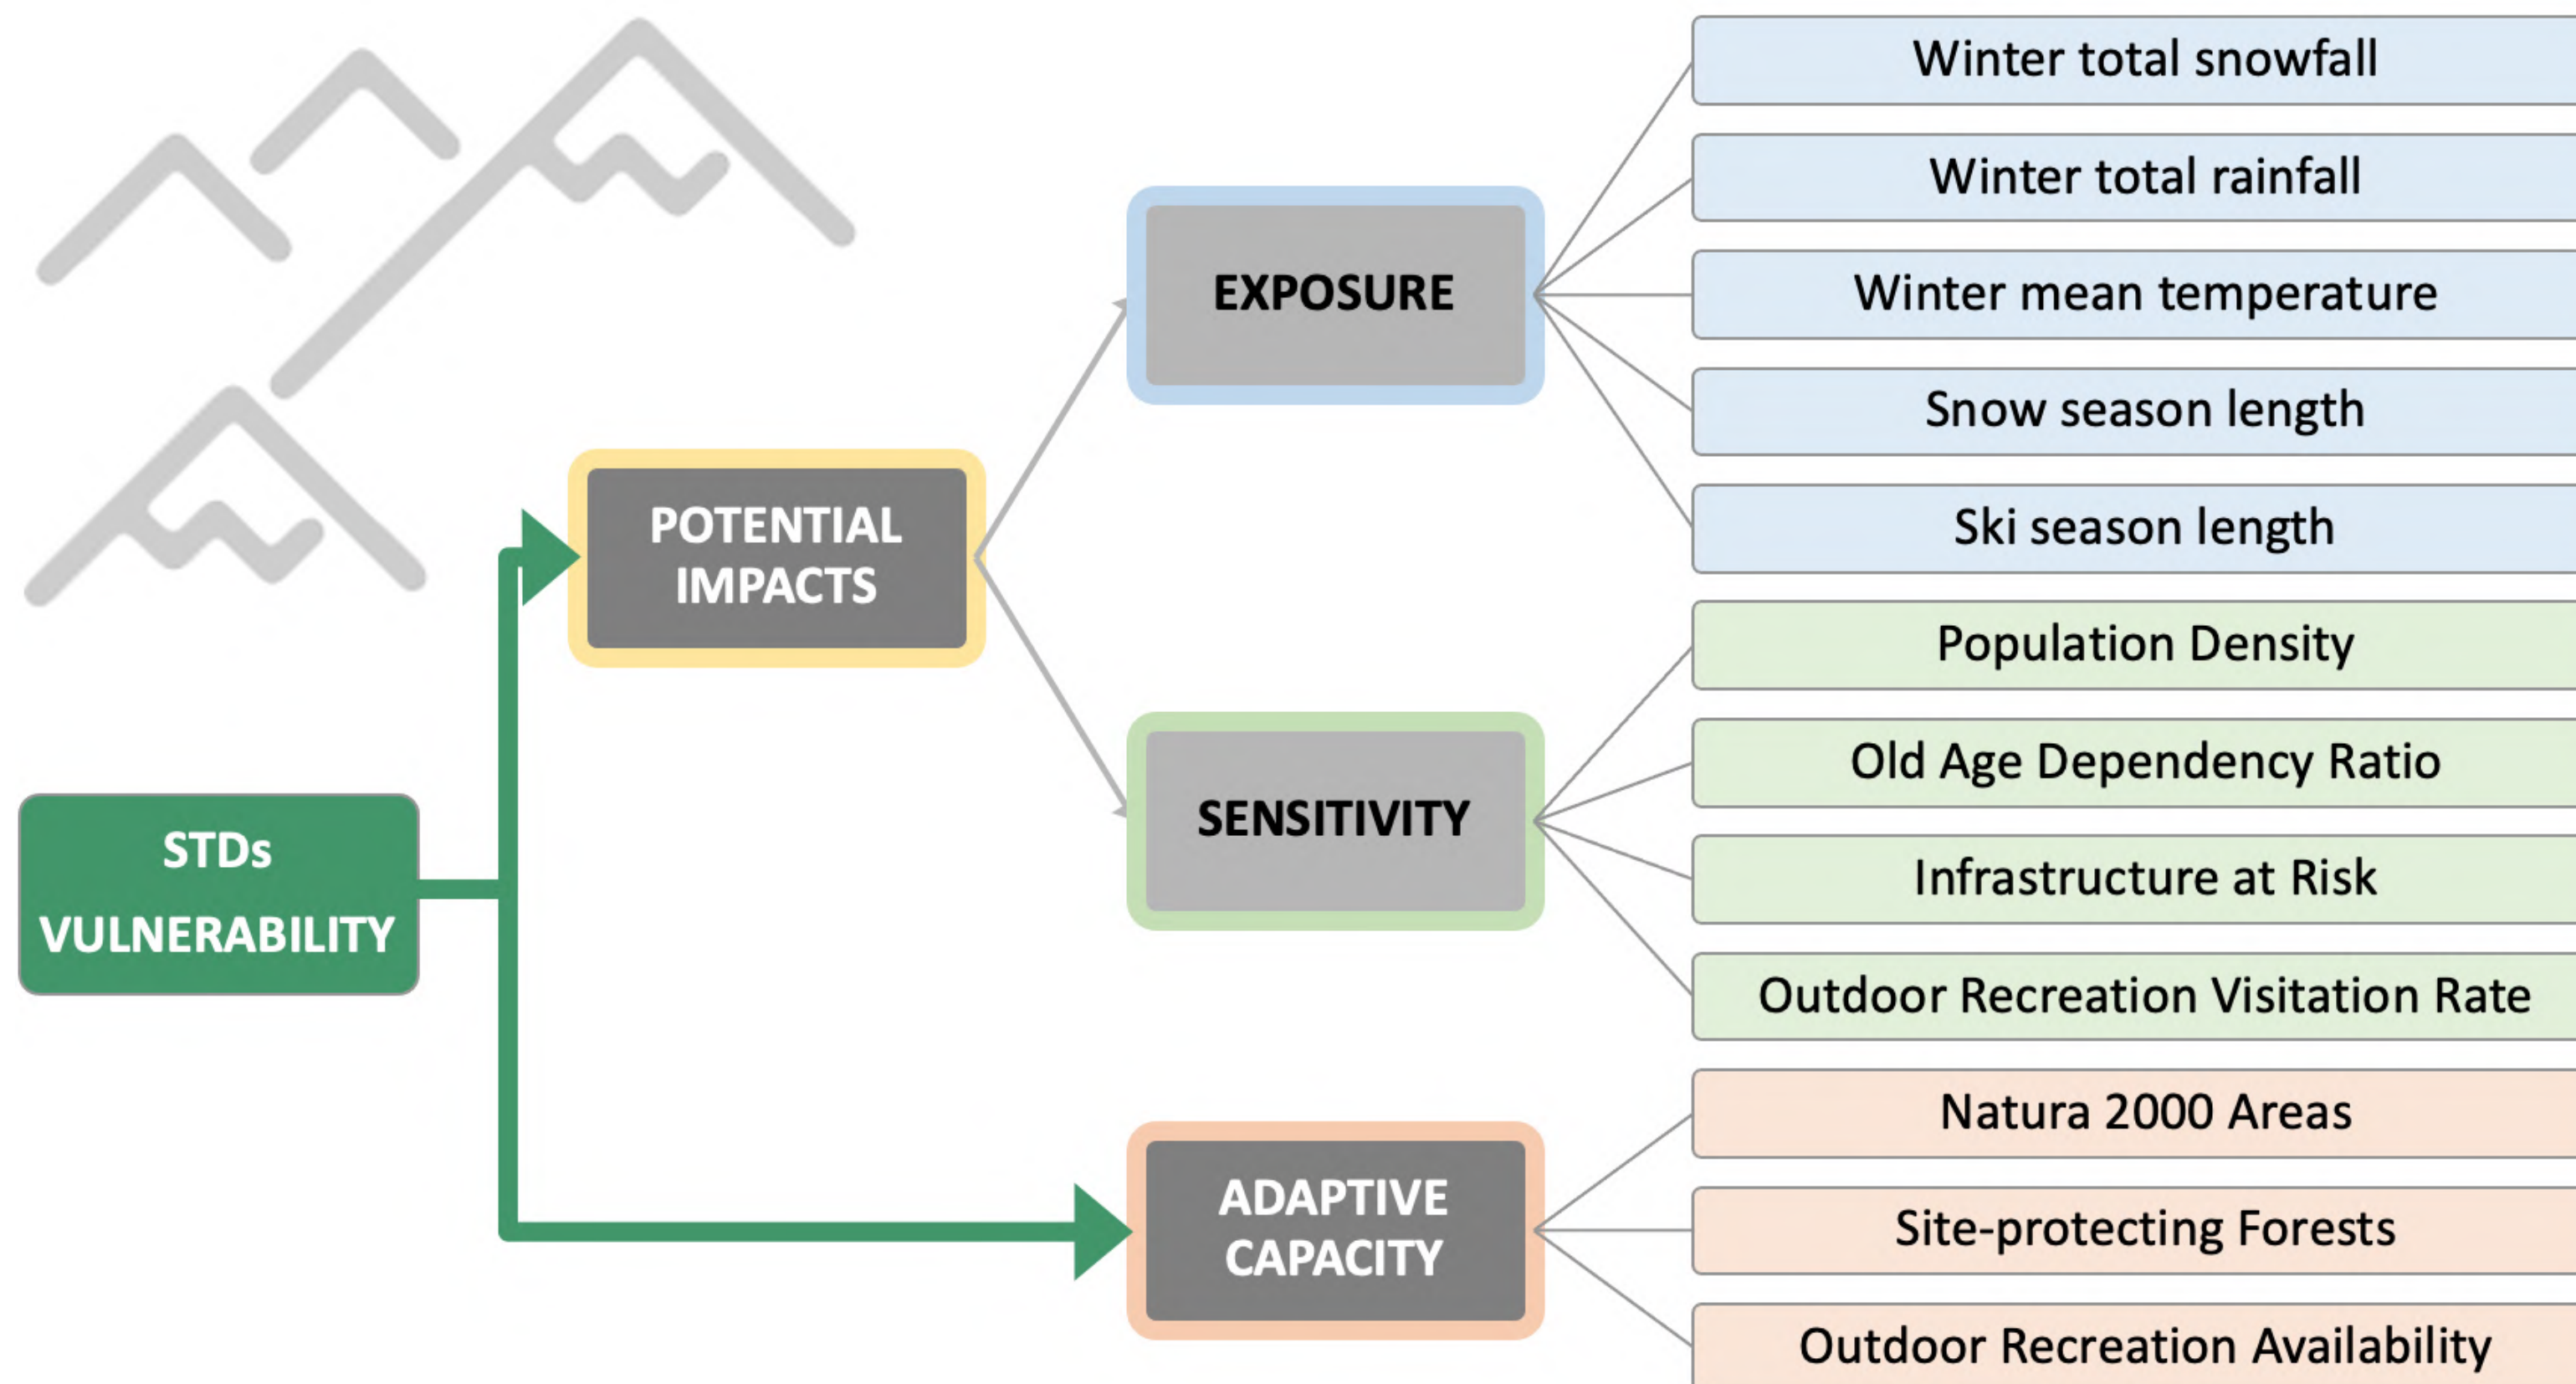 STDs
VULNERABILITY
POTENTIAL
IMPACTS
EXPOSURE
Winter total snowfall
Winter total rainfall
Winter mean temperature
Snow season length
Ski season length
SENSITIVITY
Population Density
Old Age Dependency Ratio
Infrastructure at Risk
Outdoor Recreation Visitation Rate
ADAPTIVE
CAPACITY
Natura 2000 Areas
Site-protecting Forests
Outdoor Recreation Availability